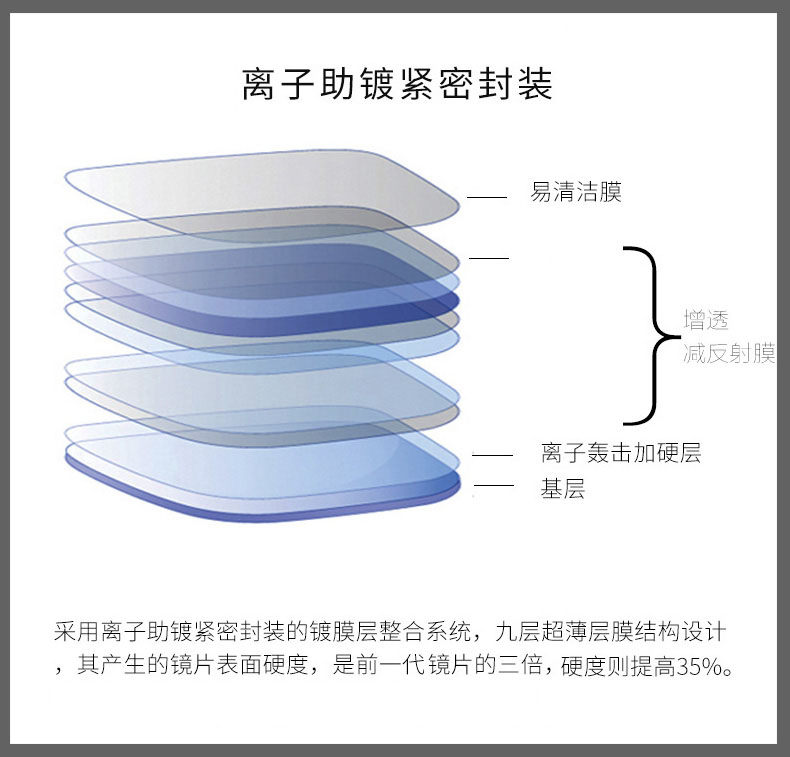 离子助镀紧密封装
易清洁膜
增透
减反射膜
离子轰击加硬层
基层
采用离子助镀紧密封装的镀膜层整合系统，九层超薄层膜结构设计
，其产生的镜片表面硬度，是前一代镜片的三倍，硬度则提高35%。